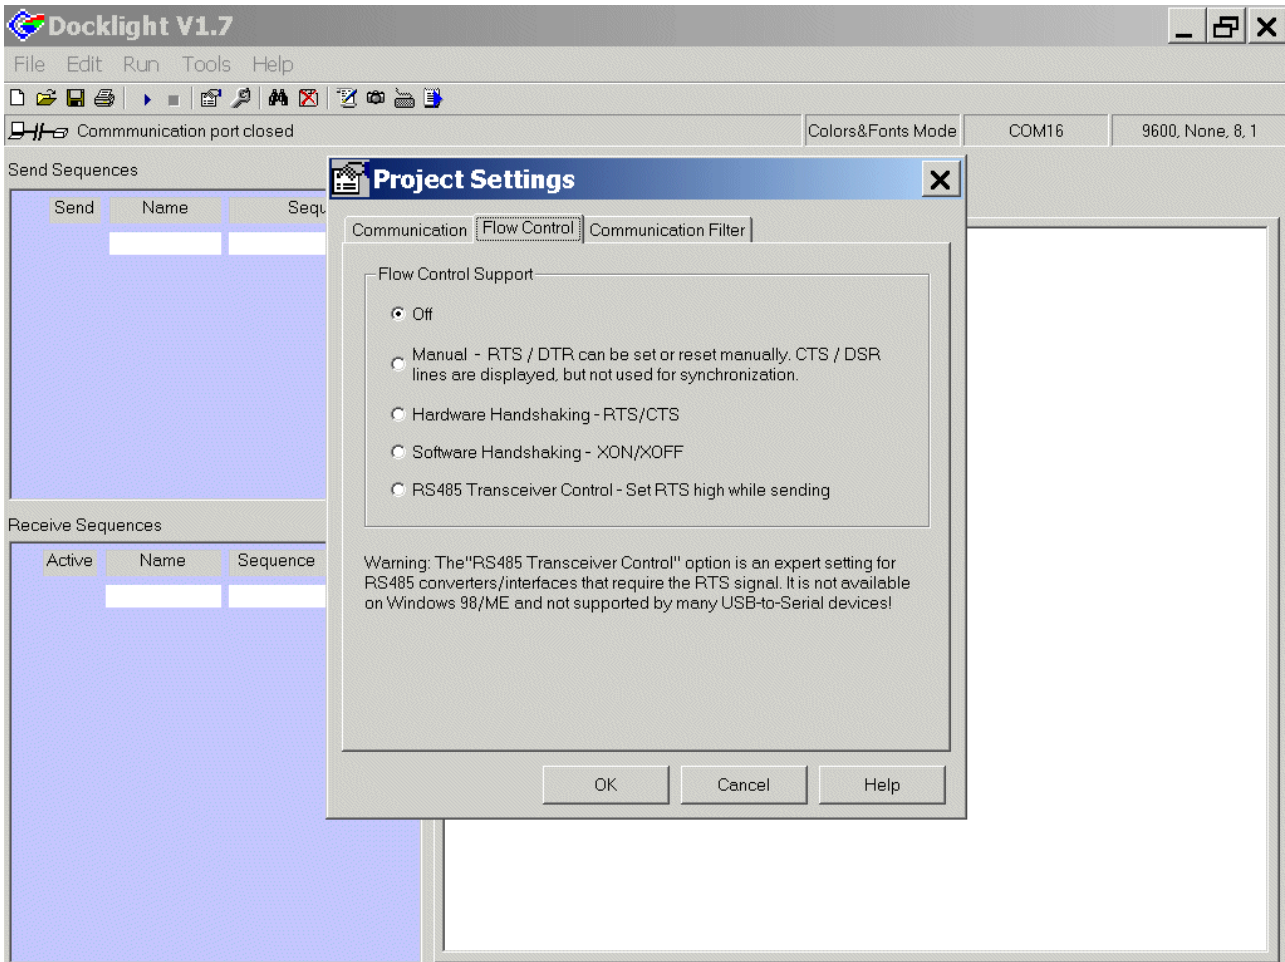 Docklight V1.7
File Edit Run Tools Help
Commmunication port closed
Colors&Fonts Mode
COM16
9600, None, 8, 1
Send Sequences
Send Name Sequ
Project Settings
Communication Flow Control Communication Filter
Flow Control Support
Off
Manual - RTS / DTR can be set or reset manually. CTS / DSR
lines are displayed, but not used for synchronization.
Hardware Handshaking - RTS/CTS
Software Handshaking - XON/XOFF
RS485 Transceiver Control - Set RTS high while sending
Warning: The"RS485 Transceiver Control" option is an expert setting for
RS485 converters/interfaces that require the RTS signal. It is not available
on Windows 98/ME and not supported by many USB-to-Serial devices!
OK Cancel Help
Receive Sequences
Active Name Sequence